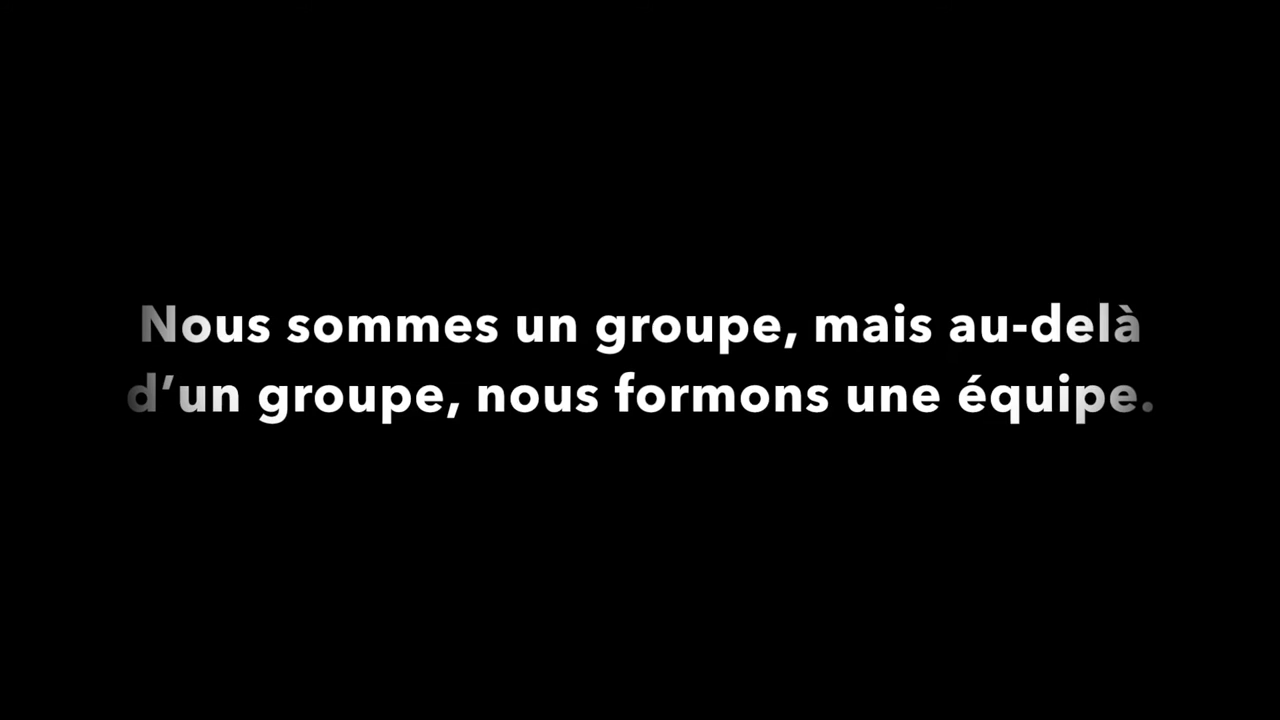 Nous sommes un groupe, mais au-delà
d’un groupe, nous formons une équipe.